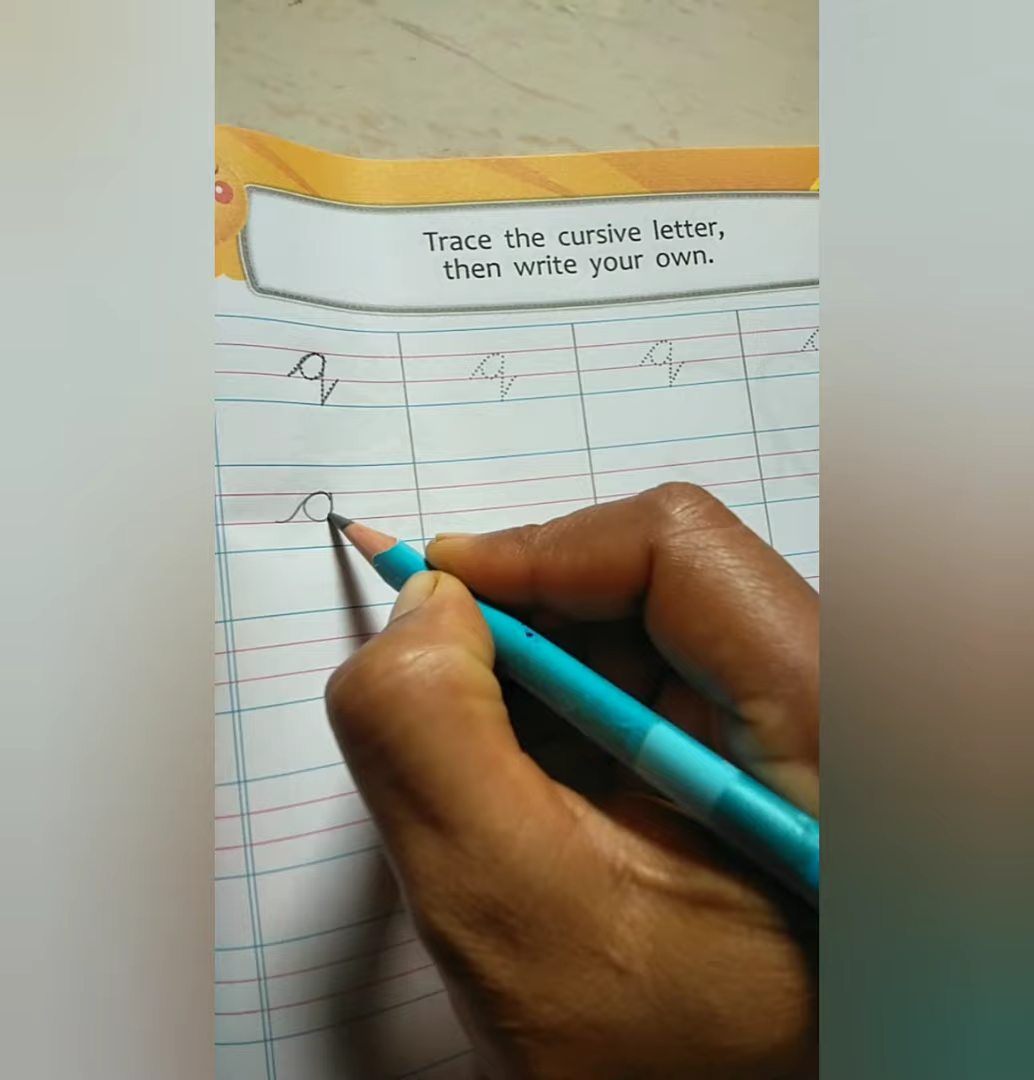 Trace the cursive letter,
then write your own.
q q q